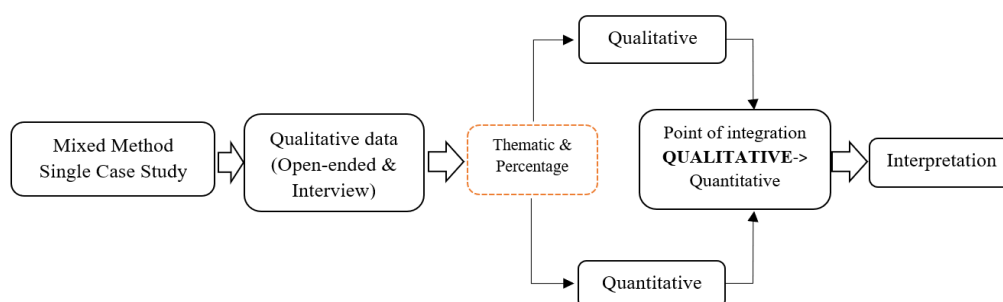 Mixed Method
Single Case Study
Qualitative data
(Open-ended &
Interview)
Thematic &
Percentage
Qualitative
Quantitative
Point of integration
QUALITATIVE->
Quantitative
Interpretation